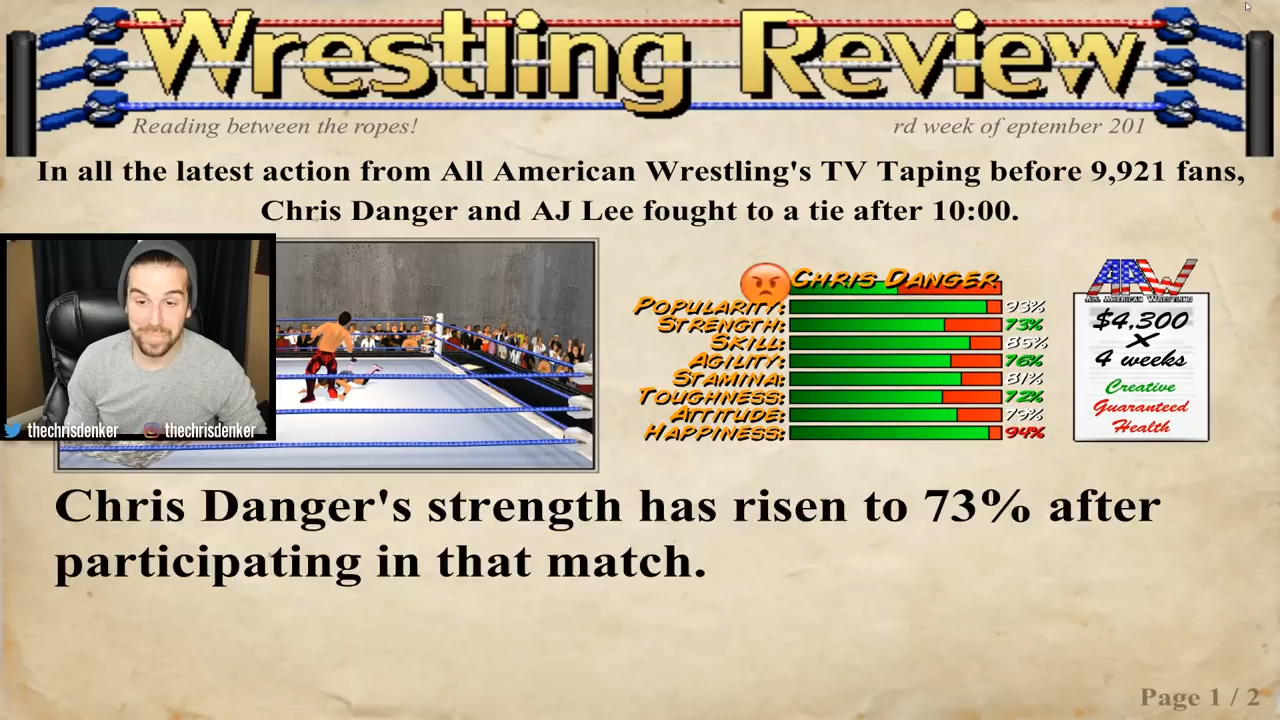 Wrestling Review
Reading between the ropes!
rd week of eptember 201
In all the latest action from All American Wrestling's TV Taping before 9,921 fans,
Chris Danger and AJ Lee fought to a tie after 10:00.
thechrisdenker thechrisdenker
Chris Danger
Popularity: 93%
Strength: 73%
Skill: 85%
Agility: 76%
Stamina: 81%
Toughness: 72%
Attitude: 79%
Happiness: 94%
AAW
All American Wrestling
$4,300
X
4 weeks
Creative
Guaranteed
Health
Chris Danger's strength has risen to 73% after
participating in that match.
Page 1 / 2